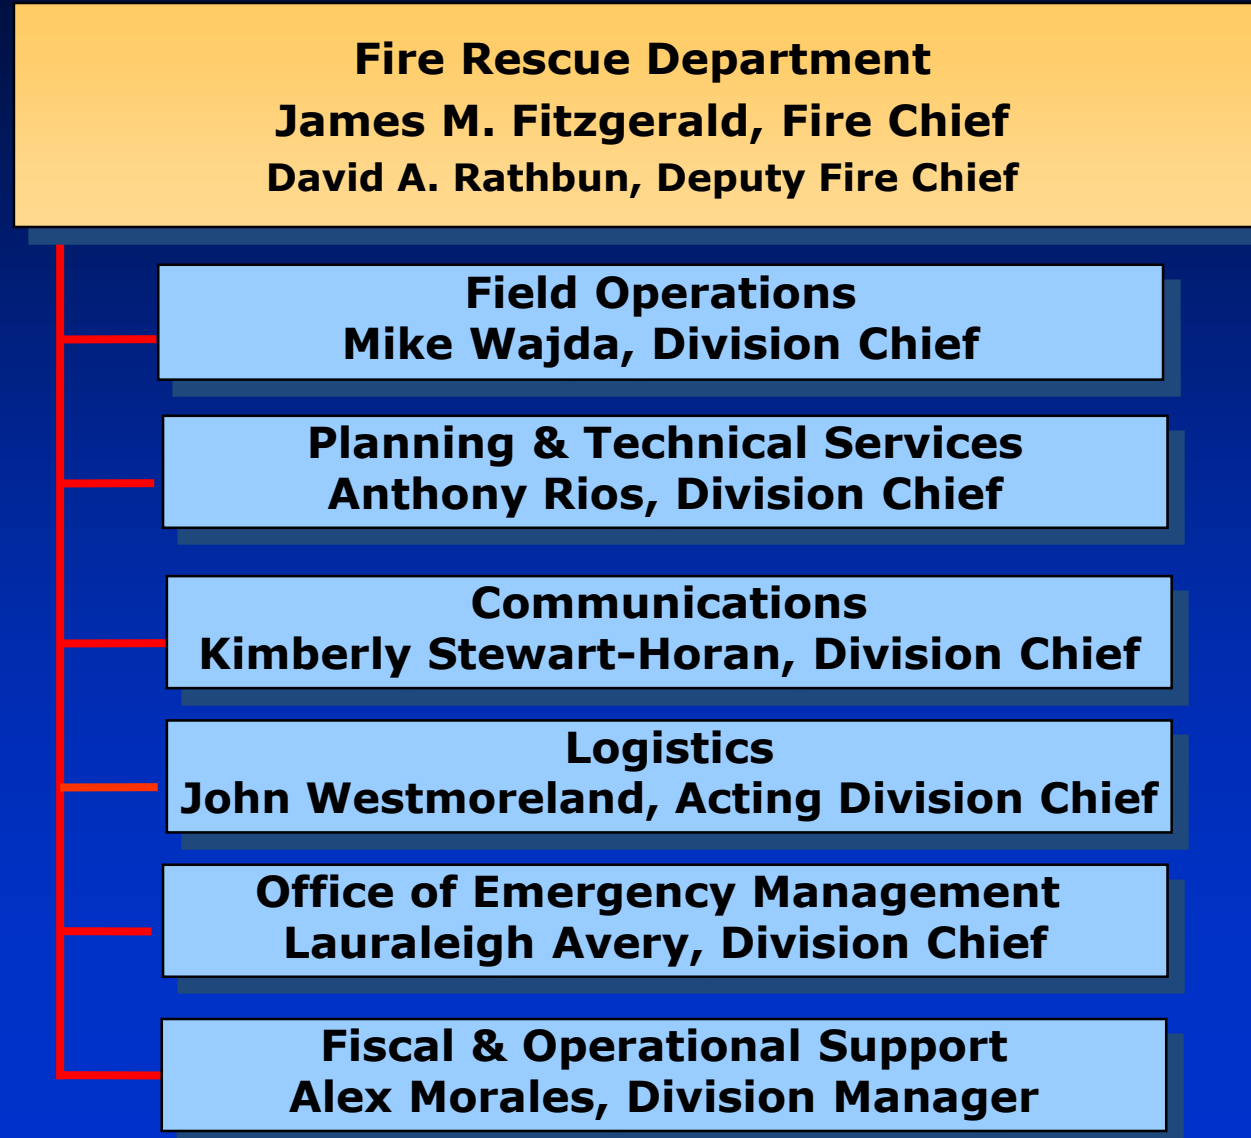 Fire Rescue Department
James M. Fitzgerald, Fire Chief
David A. Rathbun, Deputy Fire Chief
Field Operations
Mike Wajda, Division Chief
Planning & Technical Services
Anthony Rios, Division Chief
Communications
Kimberly Stewart-Horan, Division Chief
Logistics
John Westmoreland, Acting Division Chief
Office of Emergency Management
Lauraleigh Avery, Division Chief
Fiscal & Operational Support
Alex Morales, Division Manager